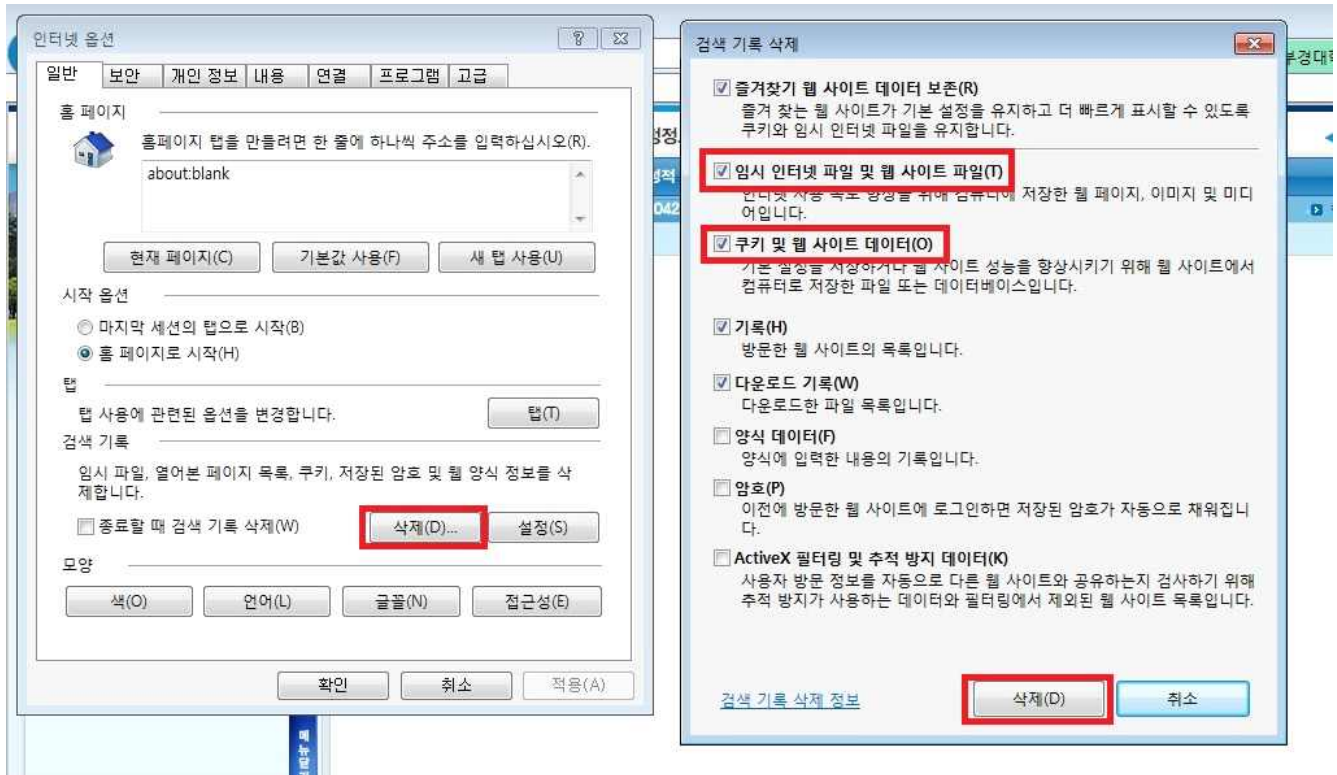 인터넷 옵션
일반 보안 개인 정보 내용 연결 프로그램 고급
홈 페이지
홈페이지 탭을 만들려면 한 줄에 하나씩 주소를 입력하십시오(R).
about:blank
현재 페이지(C) 기본값 사용(F) 새 탭 사용(U)
시작 옵션
마지막 세션의 탭으로 시작(B)
홈 페이지로 시작(H)
탭
탭 사용에 관련된 옵션을 변경합니다. 탭(T)
검색 기록
임시 파일, 열어본 페이지 목록, 쿠키, 저장된 암호 및 웹 양식 정보를 삭
제합니다.
종료할 때 검색 기록 삭제(W) 삭제(D)... 설정(S)
모양
색(O) 언어(L) 글꼴(N) 접근성(E)
확인 취소 적용(A)
검색 기록 삭제
즐겨찾기 웹 사이트 데이터 보존(R)
즐겨 찾는 웹 사이트가 기본 설정을 유지하고 더 빠르게 표시할 수 있도록
쿠키와 임시 인터넷 파일을 유지합니다.
임시 인터넷 파일 및 웹 사이트 파일(T)
인터넷 사용 속도 향상을 위해 컴퓨터에 저장한 웹 페이지, 이미지 및 미디
어입니다.
쿠키 및 웹 사이트 데이터(O)
기본 설정을 저장하거나 웹 사이트 성능을 향상시키기 위해 웹 사이트에서
컴퓨터로 저장한 파일 또는 데이터베이스입니다.
기록(H)
방문한 웹 사이트의 목록입니다.
다운로드 기록(W)
다운로드한 파일 목록입니다.
양식 데이터(F)
양식에 입력한 내용의 기록입니다.
암호(P)
이전에 방문한 웹 사이트에 로그인하면 저장된 암호가 자동으로 채워집니
다.
ActiveX 필터링 및 추적 방지 데이터(K)
사용자 방문 정보를 자동으로 다른 웹 사이트와 공유하는지 검사하기 위해
추적 방지가 사용하는 데이터와 필터링에서 제외된 웹 사이트 목록입니다.
검색 기록 삭제 정보 삭제(D) 취소
부경대
042
메뉴닫